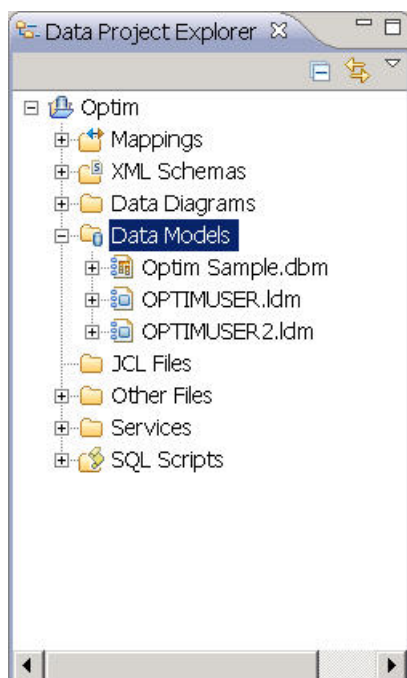 Data Project Explorer
Optim
Mappings
XML Schemas
Data Diagrams
Data Models
Optim Sample.dbm
OPTIMUSER.ldm
OPTIMUSER2.ldm
JCL Files
Other Files
Services
SQL Scripts